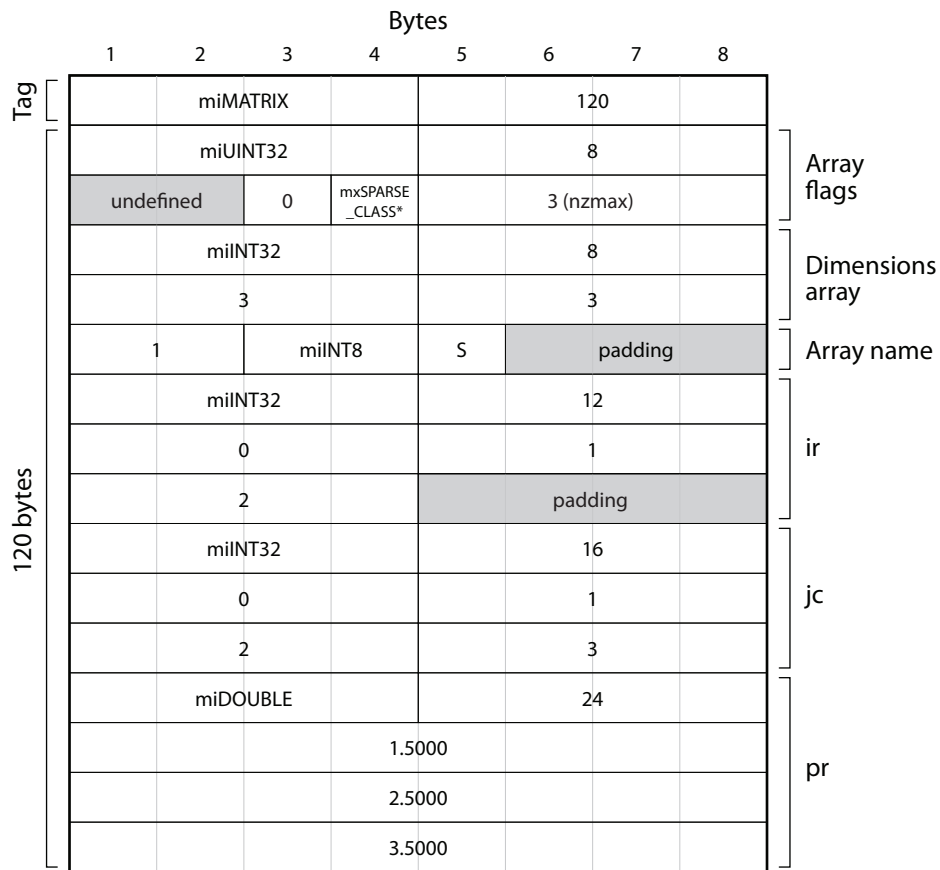 Bytes
1 2 3 4 5 6 7 8
Tag
miMATRIX 120
120 bytes
miUINT32 8
undefined 0 mxSPARSE
_CLASS* 3 (nzmax)
Array
flags
miINT32 8
3 3
Dimensions
array
1 miINT8 S padding
Array name
miINT32 12
0 1
2 padding
ir
miINT32 16
0 1
2 3
jc
miDOUBLE 24
1.5000
2.5000
3.5000
pr